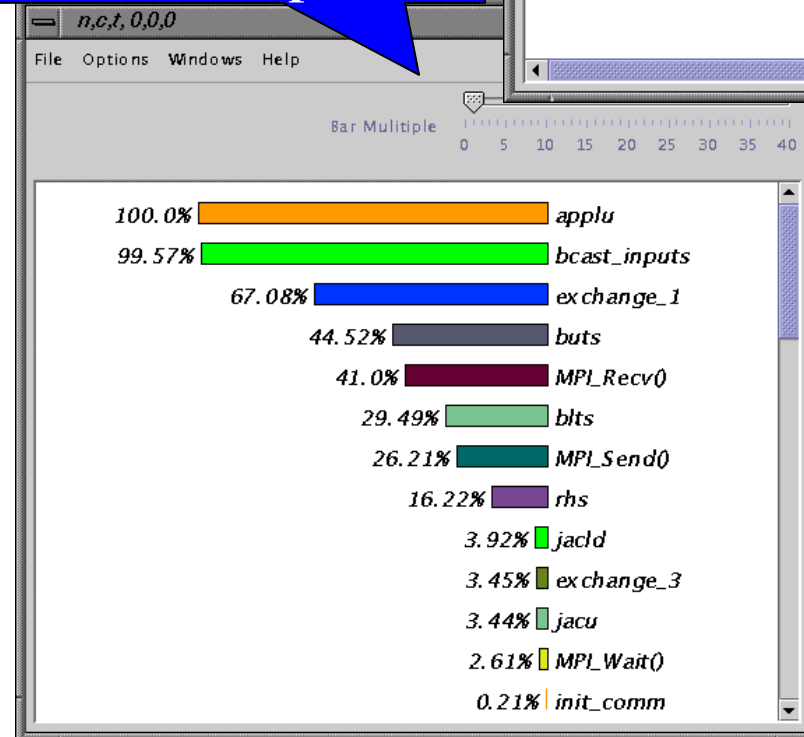 n,c,t, 0,0,0
File Options Windows Help
Bar Mulitiple
0 5 10 15 20 25 30 35 40
100.0% applu
99.57% bcast_inputs
67.08% exchange_1
44.52% buts
41.0% MPI_Recv()
29.49% blts
26.21% MPI_Send()
16.22% rhs
3.92% jacld
3.45% exchange_3
3.44% jacu
2.61% MPI_Wait()
0.21% init_comm